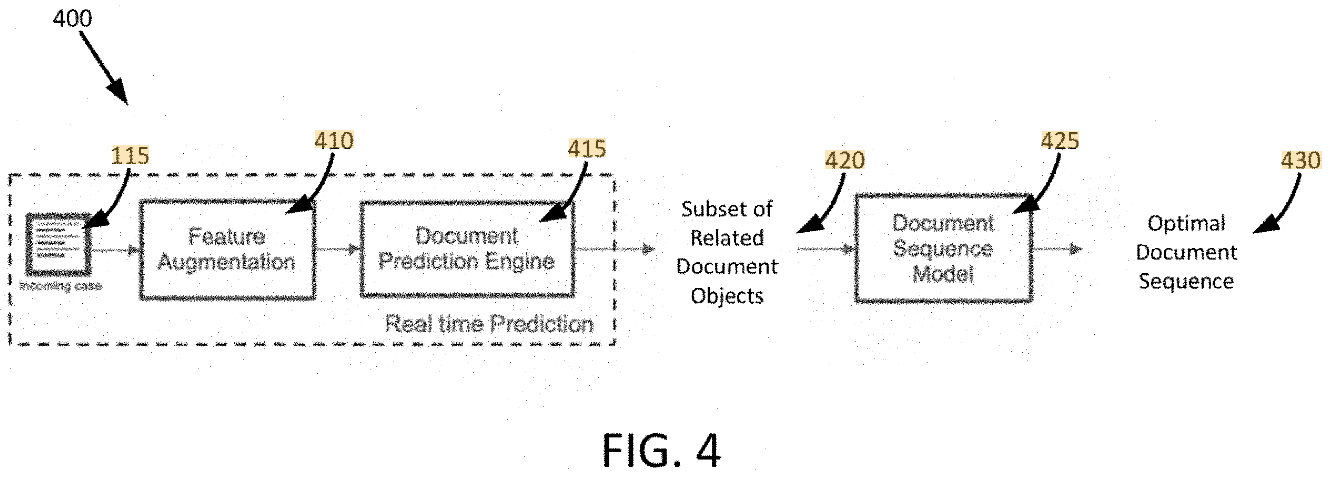 400
115
410
415
420
425
430
Incoming case
Feature
Augmentation
Document
Prediction Engine
Real time Prediction
Subset of
Related
Document
Objects
Document
Sequence
Model
Optimal
Document
Sequence
FIG. 4